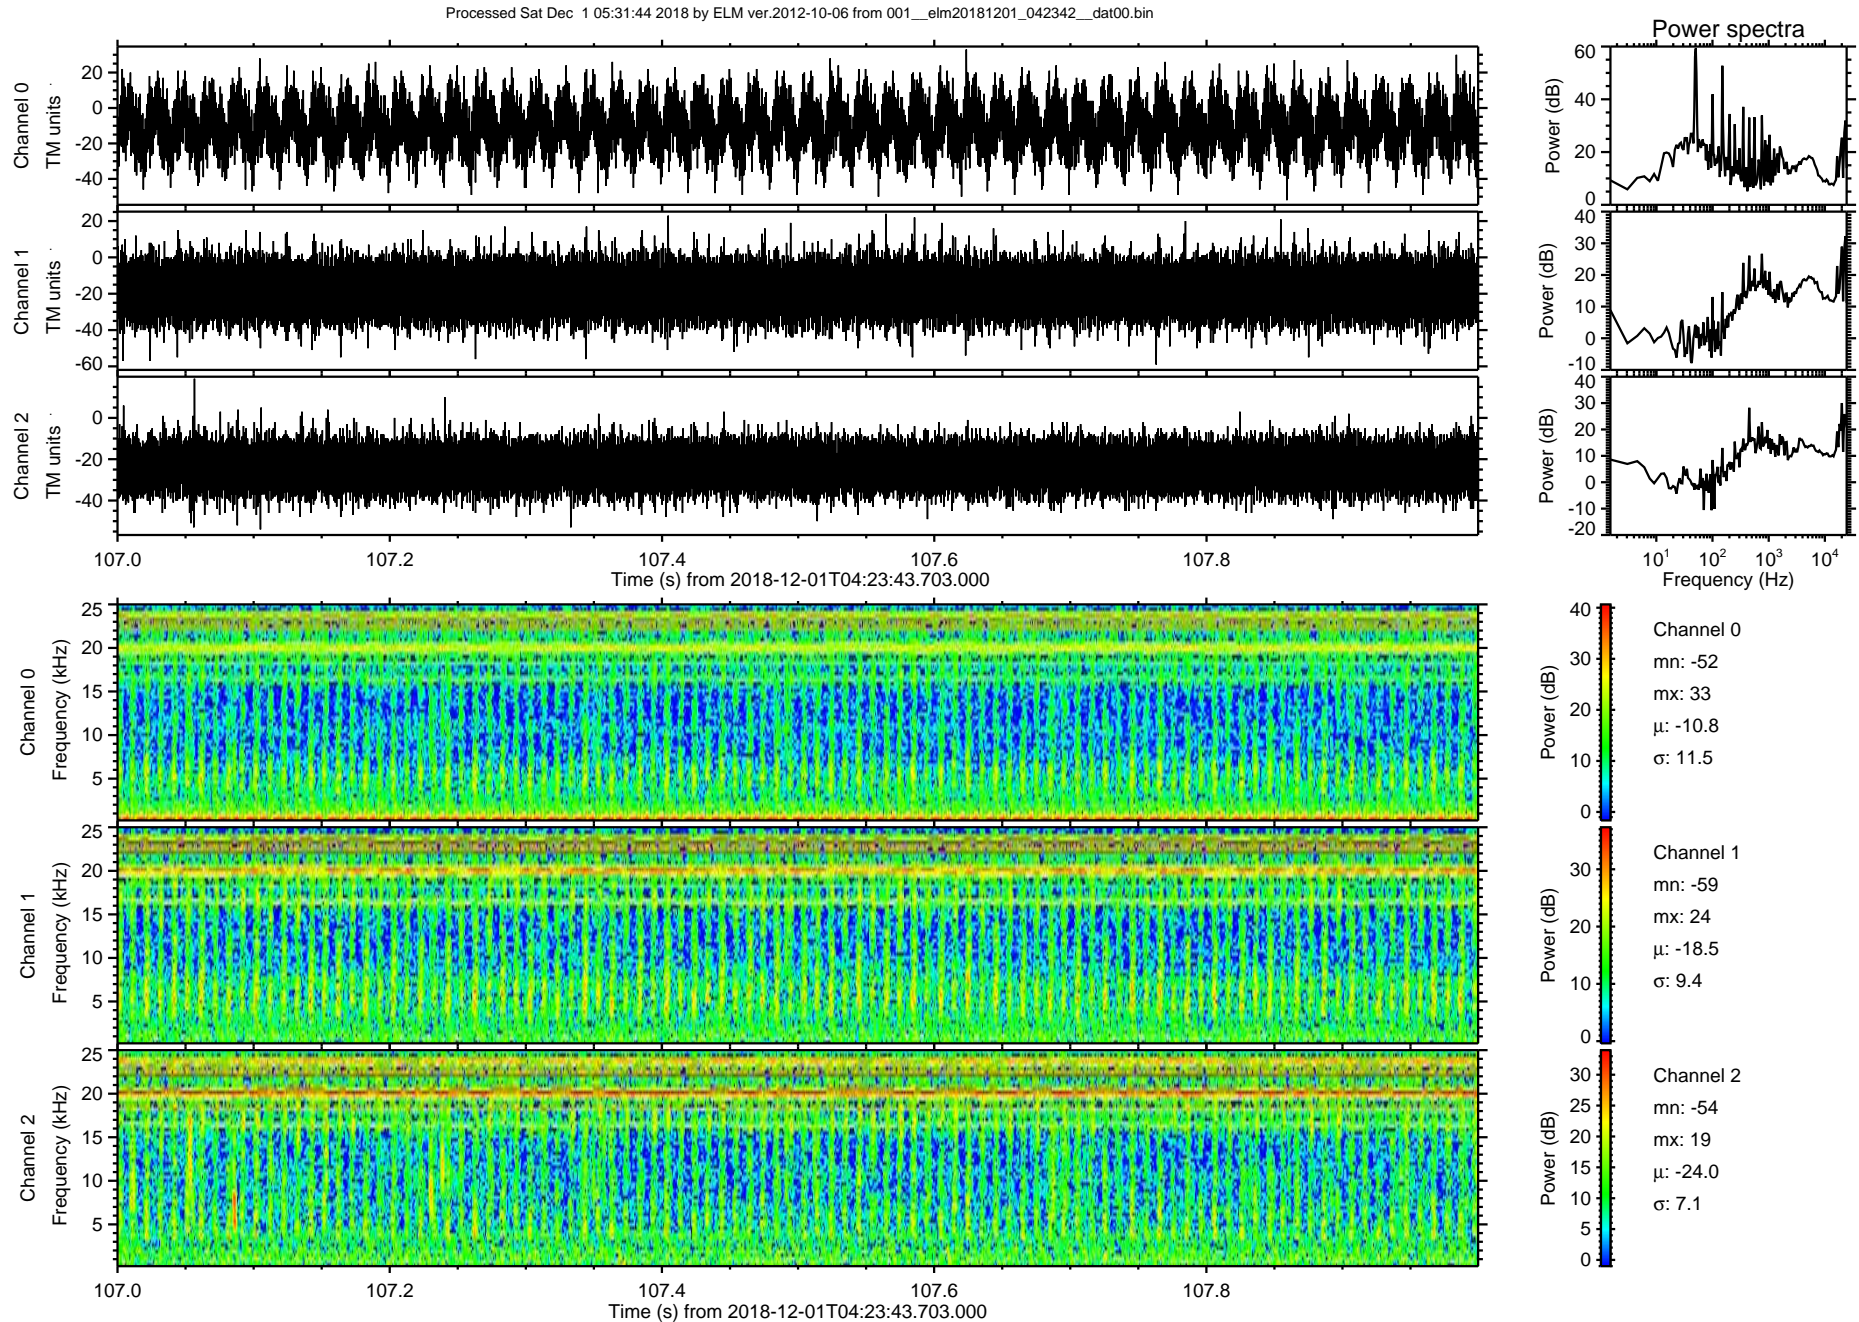 Processed Sat Dec  1 05:31:44 2018 by ELM ver.2012-10-06 from 001__elm20181201_042342__dat00.bin
Power spectra
Channel 0
TM units
20
0
-20
-40
Power (dB)
60
40
20
0
Channel 1
TM units
20
0
-20
-40
-60
Power (dB)
40
30
20
10
0
-10
Channel 2
TM units
0
-20
-40
Power (dB)
40
30
20
10
0
-10
-20
107.0
107.2
107.4
107.6
107.8
Time (s) from 2018-12-01T04:23:43.703.000
10^1
10^2
10^3
10^4
Frequency (Hz)
Channel 0
Frequency (kHz)
25
20
15
10
5
Power (dB)
40
30
20
10
0
Channel 0
mn: -52
mx: 33
μ: -10.8
σ: 11.5
Channel 1
Frequency (kHz)
25
20
15
10
5
Power (dB)
30
20
10
0
Channel 1
mn: -59
mx: 24
μ: -18.5
σ: 9.4
Channel 2
Frequency (kHz)
25
20
15
10
5
Power (dB)
30
25
20
15
10
5
0
Channel 2
mn: -54
mx: 19
μ: -24.0
σ: 7.1
107.0
107.2
107.4
107.6
107.8
Time (s) from 2018-12-01T04:23:43.703.000